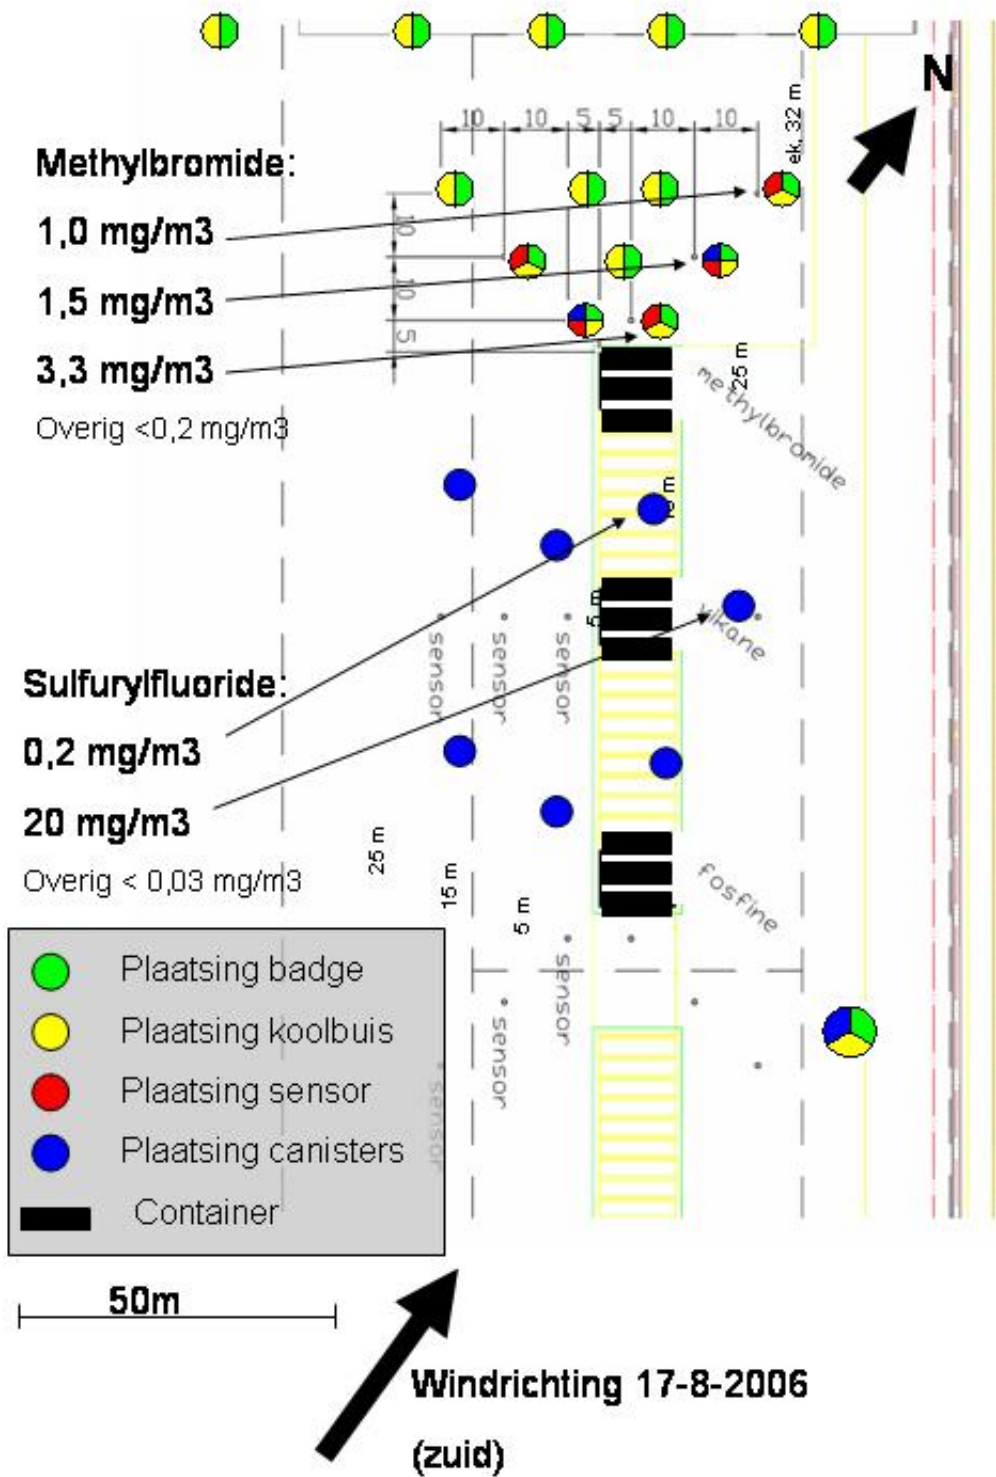 N
10 10 5 5 10 10
ek, 32 m
Methylbromide:
1,0 mg/m3
10
1,5 mg/m3
10
3,3 mg/m3
5
Overig <0,2 mg/m3
25 m
methylbromide
5 m
vikane
sensor
sensor
sensor
Sulfurylfluoride:
0,2 mg/m3
20 mg/m3
Overig < 0,03 mg/m3
25 m
15 m
5 m
fosfine
sensor
sensor
sensor
Plaatsing badge
Plaatsing koolbuis
Plaatsing sensor
Plaatsing canisters
Container
50m
Windrichting 17-8-2006
(zuid)